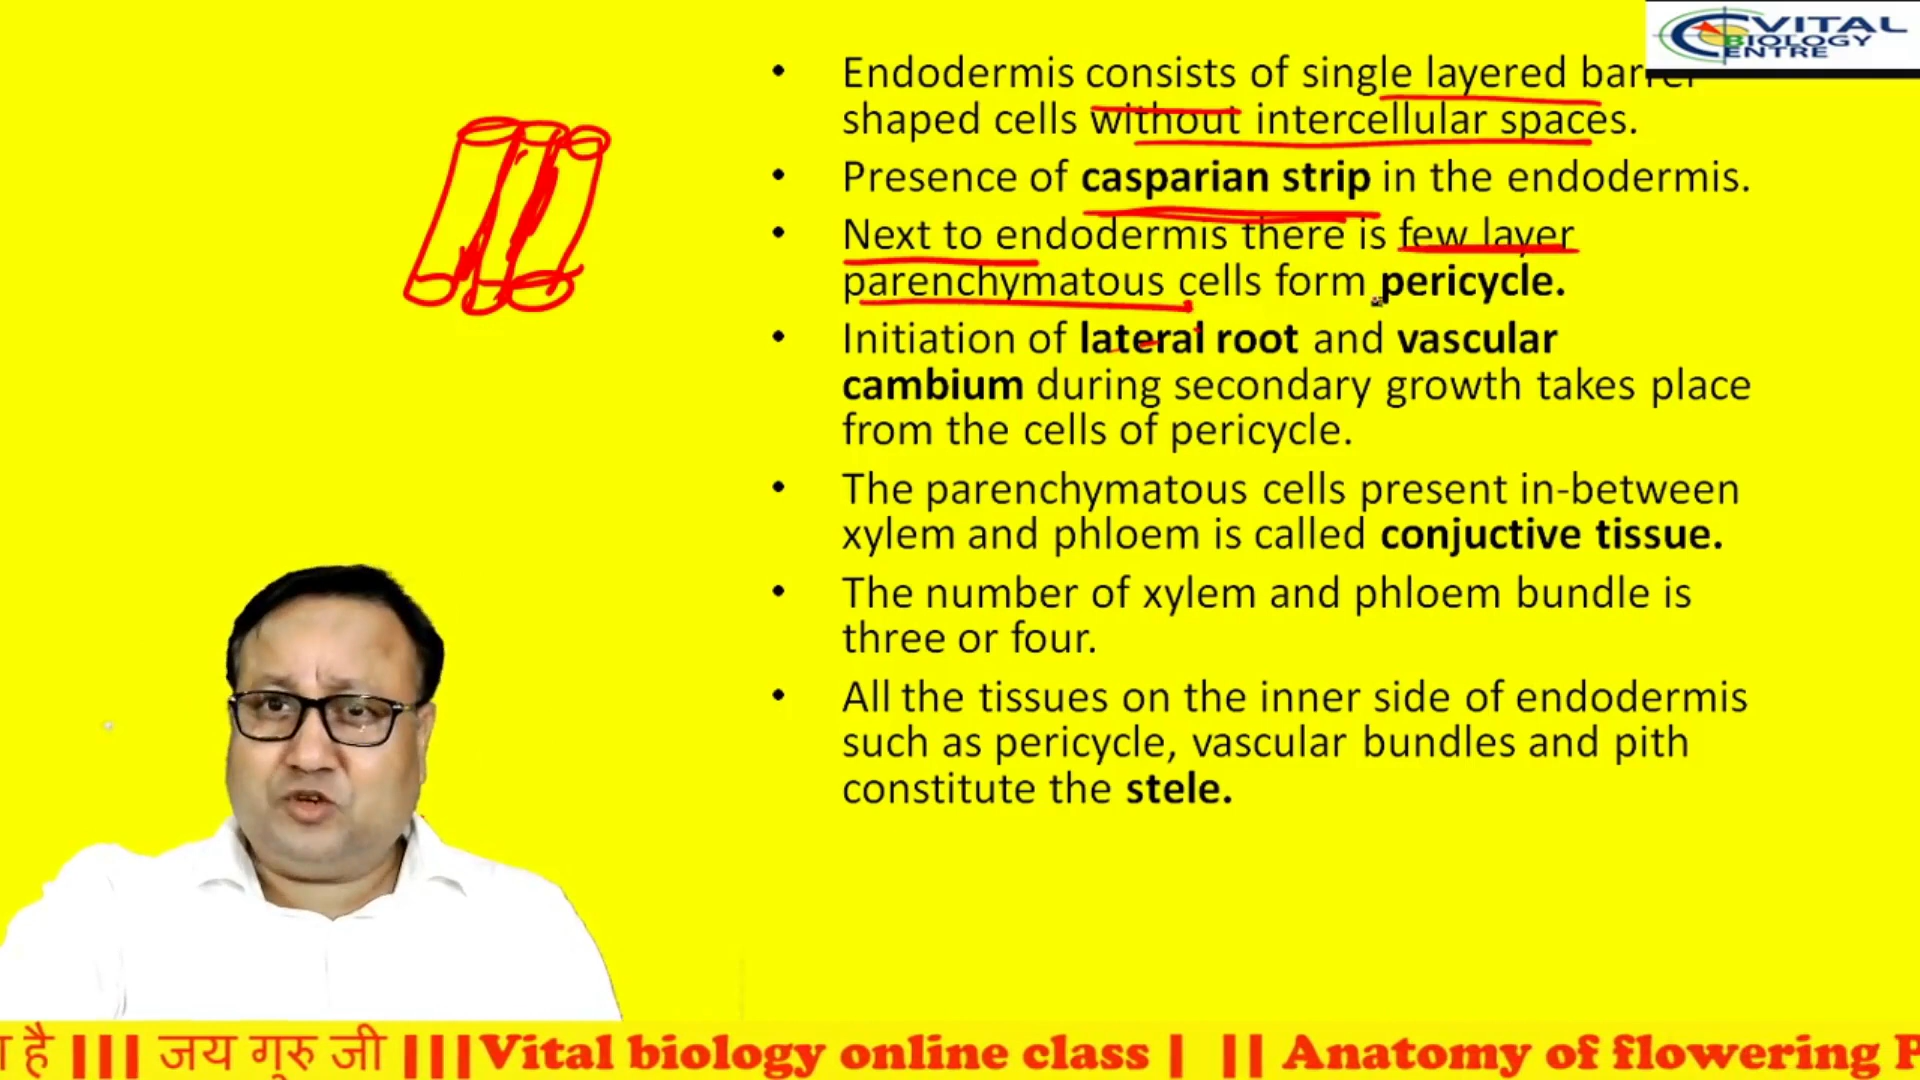 VITAL
BIOLOGY
CENTRE
• Endodermis consists of single layered barrel
shaped cells without intercellular spaces.
• Presence of casparian strip in the endodermis.
• Next to endodermis there is few layer
parenchymatous cells form pericycle.
• Initiation of lateral root and vascular
cambium during secondary growth takes place
from the cells of pericycle.
• The parenchymatous cells present in-between
xylem and phloem is called conjuctive tissue.
• The number of xylem and phloem bundle is
three or four.
• All the tissues on the inner side of endodermis
such as pericycle, vascular bundles and pith
constitute the stele.
है ||| जय गुरु जी |||Vital biology online class | || Anatomy of flowering P